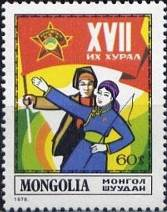 XVII
ИХ ХУРАЛ
60₮
MONGOLIA
МОНГОЛ
ШУУДАН
1978